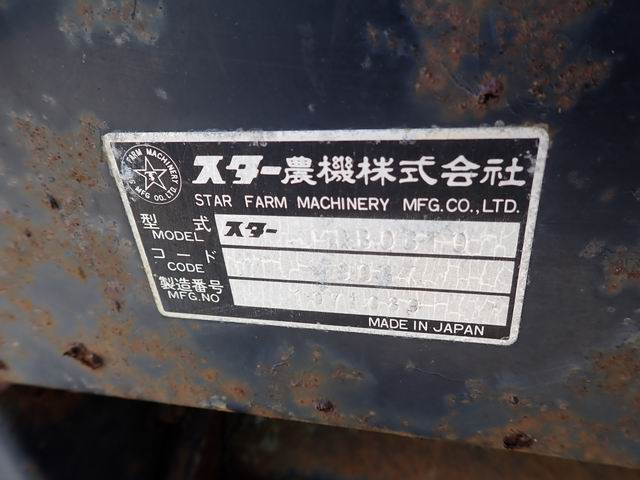 FARM MACHINERY
MFG.CO.,LTD.
スター農機株式会社
STAR FARM MACHINERY MFG.CO.,LTD.
型式 スター
MODEL
コード
CODE
製造番号
MFG.NO
MADE IN JAPAN